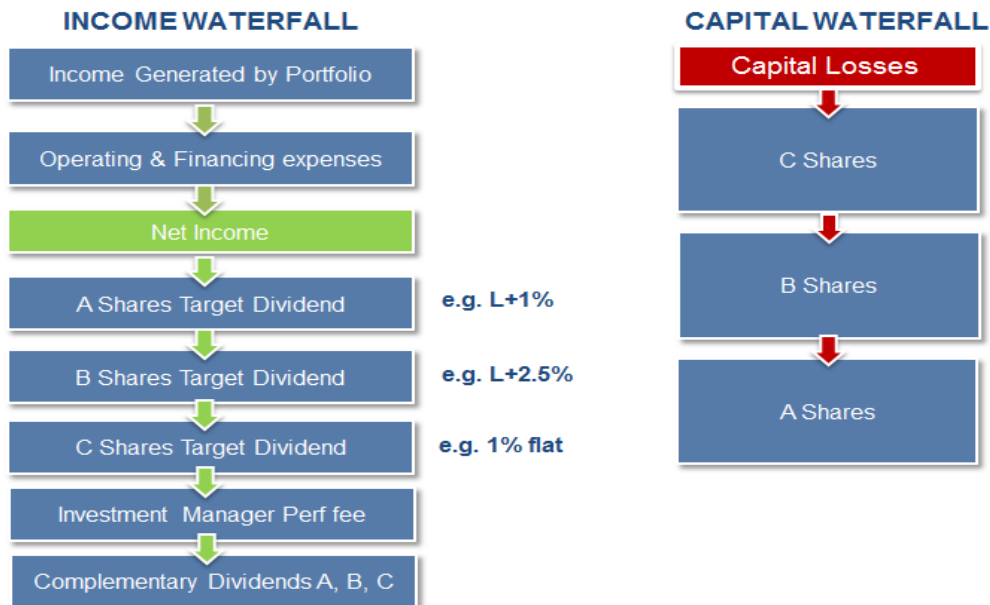 INCOME WATERFALL
Income Generated by Portfolio
Operating & Financing expenses
Net Income
A Shares Target Dividend
e.g. L+1%
B Shares Target Dividend
e.g. L+2.5%
C Shares Target Dividend
e.g. 1% flat
Investment Manager Perf fee
Complementary Dividends A, B, C
CAPITAL WATERFALL
Capital Losses
C Shares
B Shares
A Shares